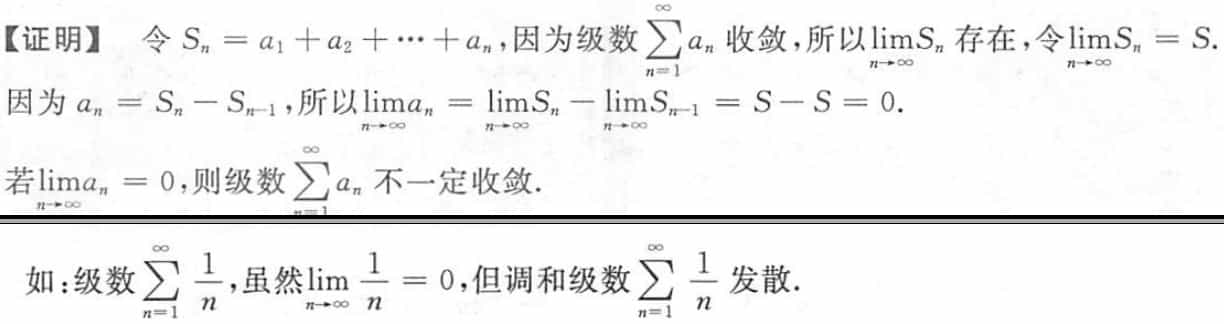 【证明】 令 $S_n = a_1 + a_2 + \cdots + a_n$,因为级数$\sum_{n=1}^{\infty} a_n$ 收敛,所以$\lim_{n \to \infty} S_n$ 存在,令$\lim_{n \to \infty} S_n = S$.
因为 $a_n = S_n - S_{n-1}$,所以$\lim_{n \to \infty} a_n = \lim_{n \to \infty} S_n - \lim_{n \to \infty} S_{n-1} = S - S = 0$.
若$\lim_{n \to \infty} a_n = 0$,则级数$\sum_{n=1}^{\infty} a_n$ 不一定收敛.
如:级数$\sum_{n=1}^{\infty} \frac{1}{n}$,虽然$\lim_{n \to \infty} \frac{1}{n} = 0$,但调和级数$\sum_{n=1}^{\infty} \frac{1}{n}$ 发散.